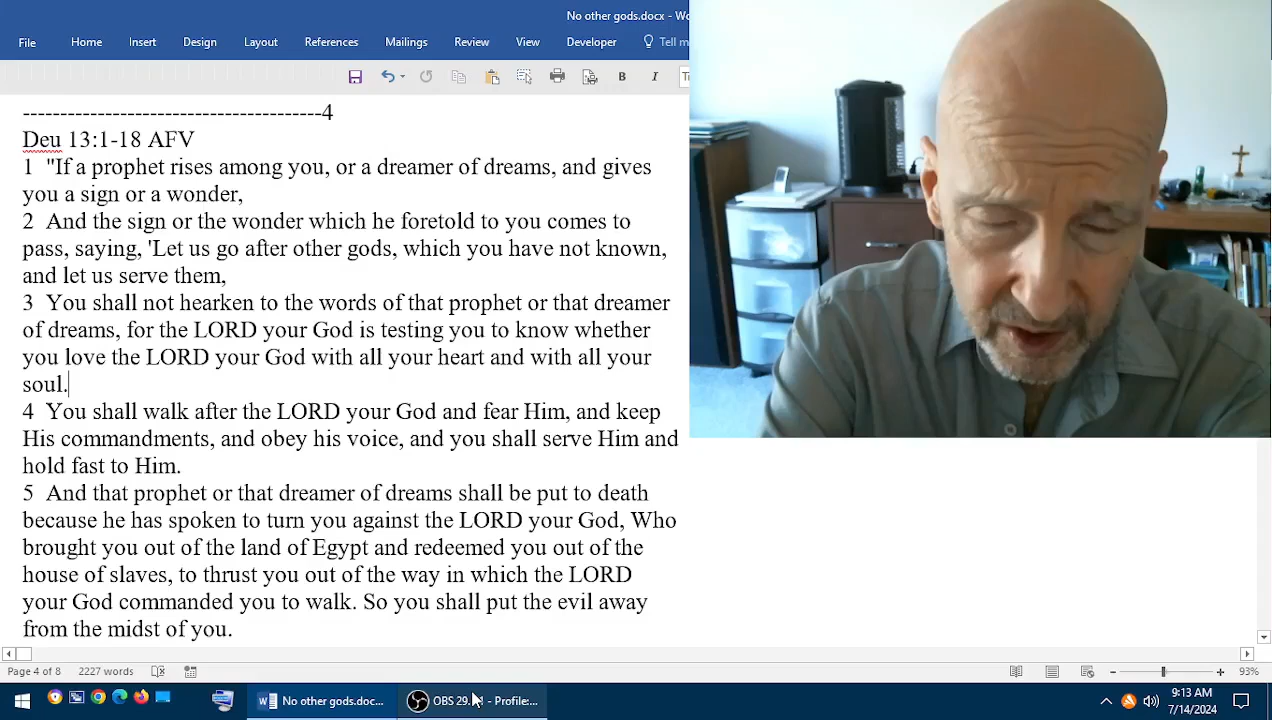 No other gods.docx - Wo
File Home Insert Design Layout References Mailings Review View Developer Tell m
B I
---------------------------------------4
Deu 13:1-18 AFV
1 "If a prophet rises among you, or a dreamer of dreams, and gives
you a sign or a wonder,
2 And the sign or the wonder which he foretold to you comes to
pass, saying, 'Let us go after other gods, which you have not known,
and let us serve them,
3 You shall not hearken to the words of that prophet or that dreamer
of dreams, for the LORD your God is testing you to know whether
you love the LORD your God with all your heart and with all your
soul.
4 You shall walk after the LORD your God and fear Him, and keep
His commandments, and obey his voice, and you shall serve Him and
hold fast to Him.
5 And that prophet or that dreamer of dreams shall be put to death
because he has spoken to turn you against the LORD your God, Who
brought you out of the land of Egypt and redeemed you out of the
house of slaves, to thrust you out of the way in which the LORD
your God commanded you to walk. So you shall put the evil away
from the midst of you.
Page 4 of 8 2227 words 93%
No other gods.doc... OBS 29. - Profile:... 9:13 AM
7/14/2024